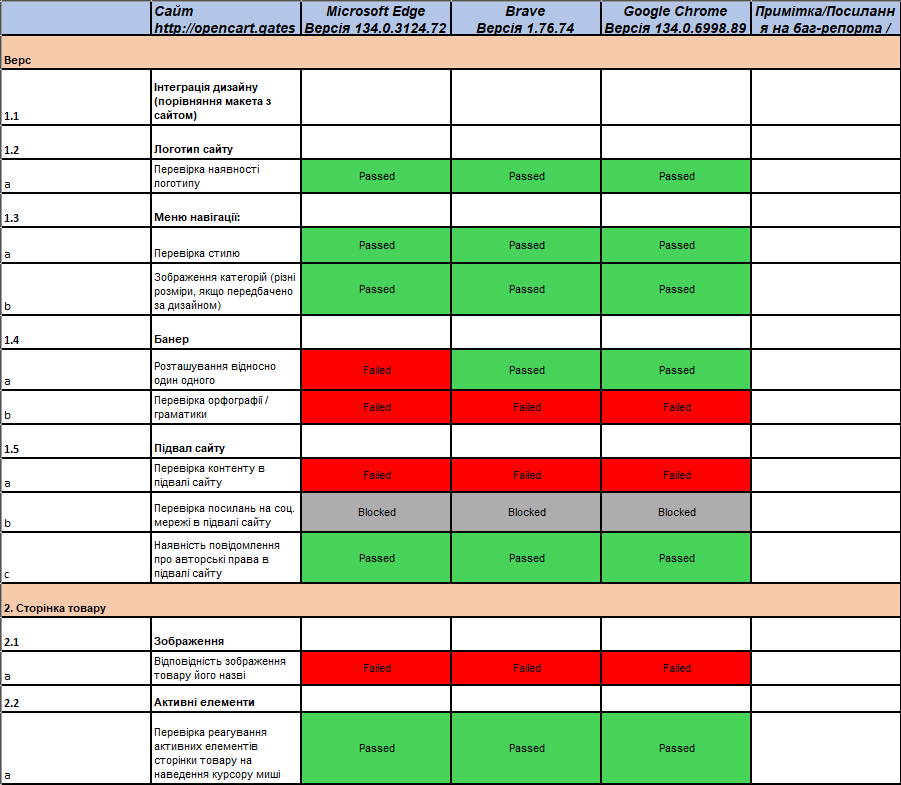 Сайт
http://opencart.qates
Microsoft Edge
Версія 134.0.3124.72
Brave
Версія 1.76.74
Google Chrome
Версія 134.0.6998.89
Примітка/Посиланн
я на баг-репорта /
Верс
1.1
Інтеграція дизайну
(порівняння макета з
сайтом)
1.2
Логотип сайту
a
Перевірка наявності
логотипу
Passed
Passed
Passed
1.3
Меню навігації:
a
Перевірка стилю
Passed
Passed
Passed
b
Зображення категорій (різні
розміри, якщо передбачено
за дизайном)
Passed
Passed
Passed
1.4
Банер
a
Розташування відносно
один одного
Failed
Passed
Passed
b
Перевірка орфографії /
граматики
Failed
Failed
Failed
1.5
Підвал сайту
a
Перевірка контенту в
підвалі сайту
Failed
Failed
Failed
b
Перевірка посилань на соц.
мережі в підвалі сайту
Blocked
Blocked
Blocked
c
Наявність повідомлення
про авторські права в
підвалі сайту
Passed
Passed
Passed
2. Сторінка товару
2.1
Зображення
a
Відповідність зображення
товару його назві
Failed
Failed
Failed
2.2
Активні елементи
a
Перевірка реагування
активних елементів
сторінки товару на
наведення курсору миші
Passed
Passed
Passed